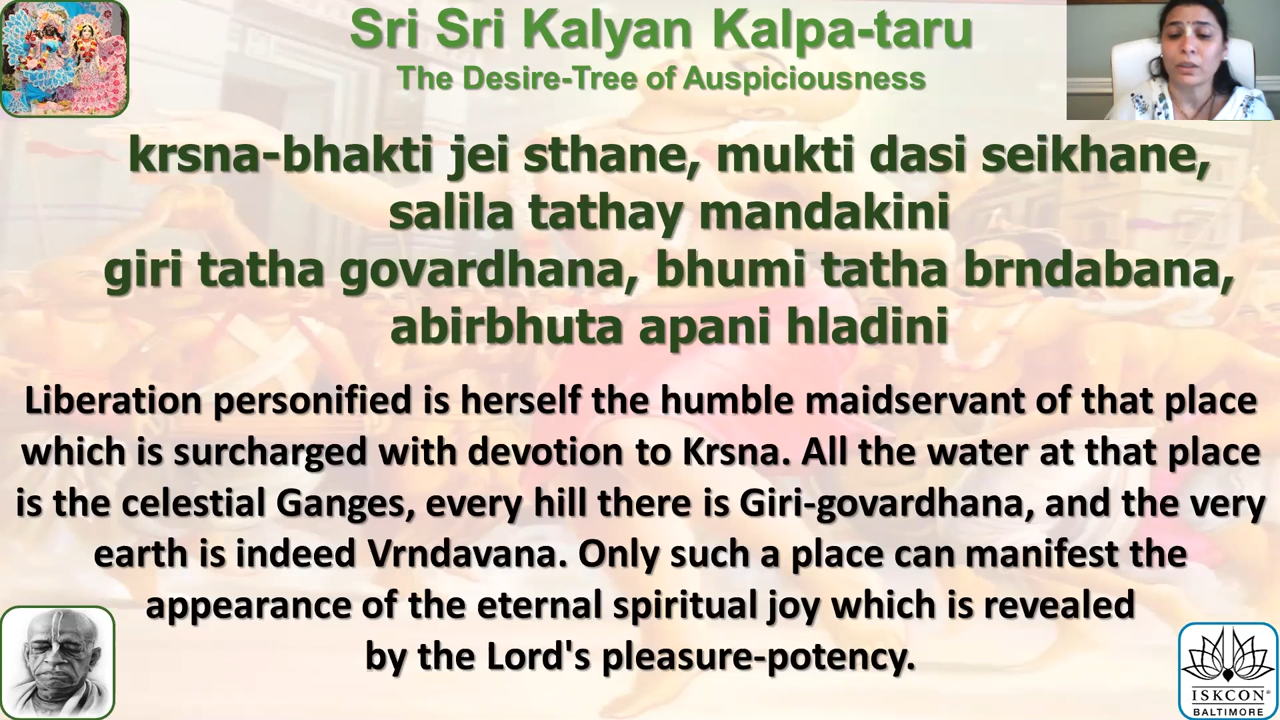 Sri Sri Kalyan Kalpa-taru
The Desire-Tree of Auspiciousness
krsna-bhakti jei sthane, mukti dasi seikhane,
salila tathay mandakini
giri tatha govardhana, bhumi tatha brndabana,
abirbhuta apani hladini
Liberation personified is herself the humble maidservant of that place
which is surcharged with devotion to Krsna. All the water at that place
is the celestial Ganges, every hill there is Giri-govardhana, and the very
earth is indeed Vrndavana. Only such a place can manifest the
appearance of the eternal spiritual joy which is revealed
by the Lord's pleasure-potency.
ISKCON®
BALTIMORE